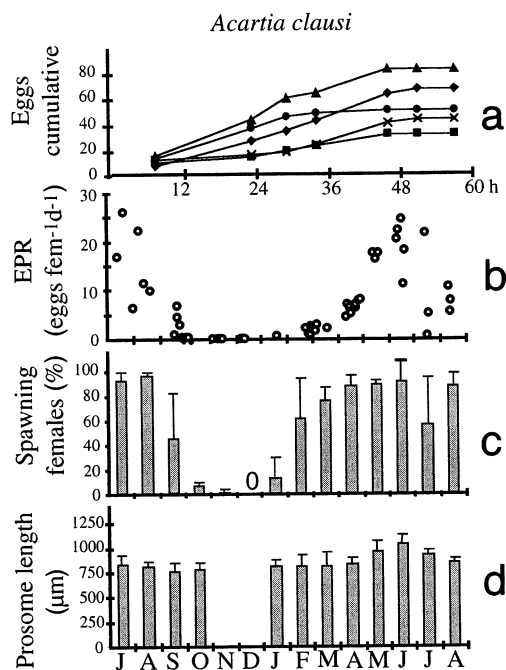 Acartia clausi
Eggs
cumulative
80
60
40
20
0
12 24 36 48 60 h
a
EPR
(eggs fem-1d-1)
30
20
10
0
b
Spawning
females (%)
100
80
60
40
20
0
0
c
Prosome length
(µm)
1250
1000
750
500
250
0
d
J A S O N D J F M A M J J A